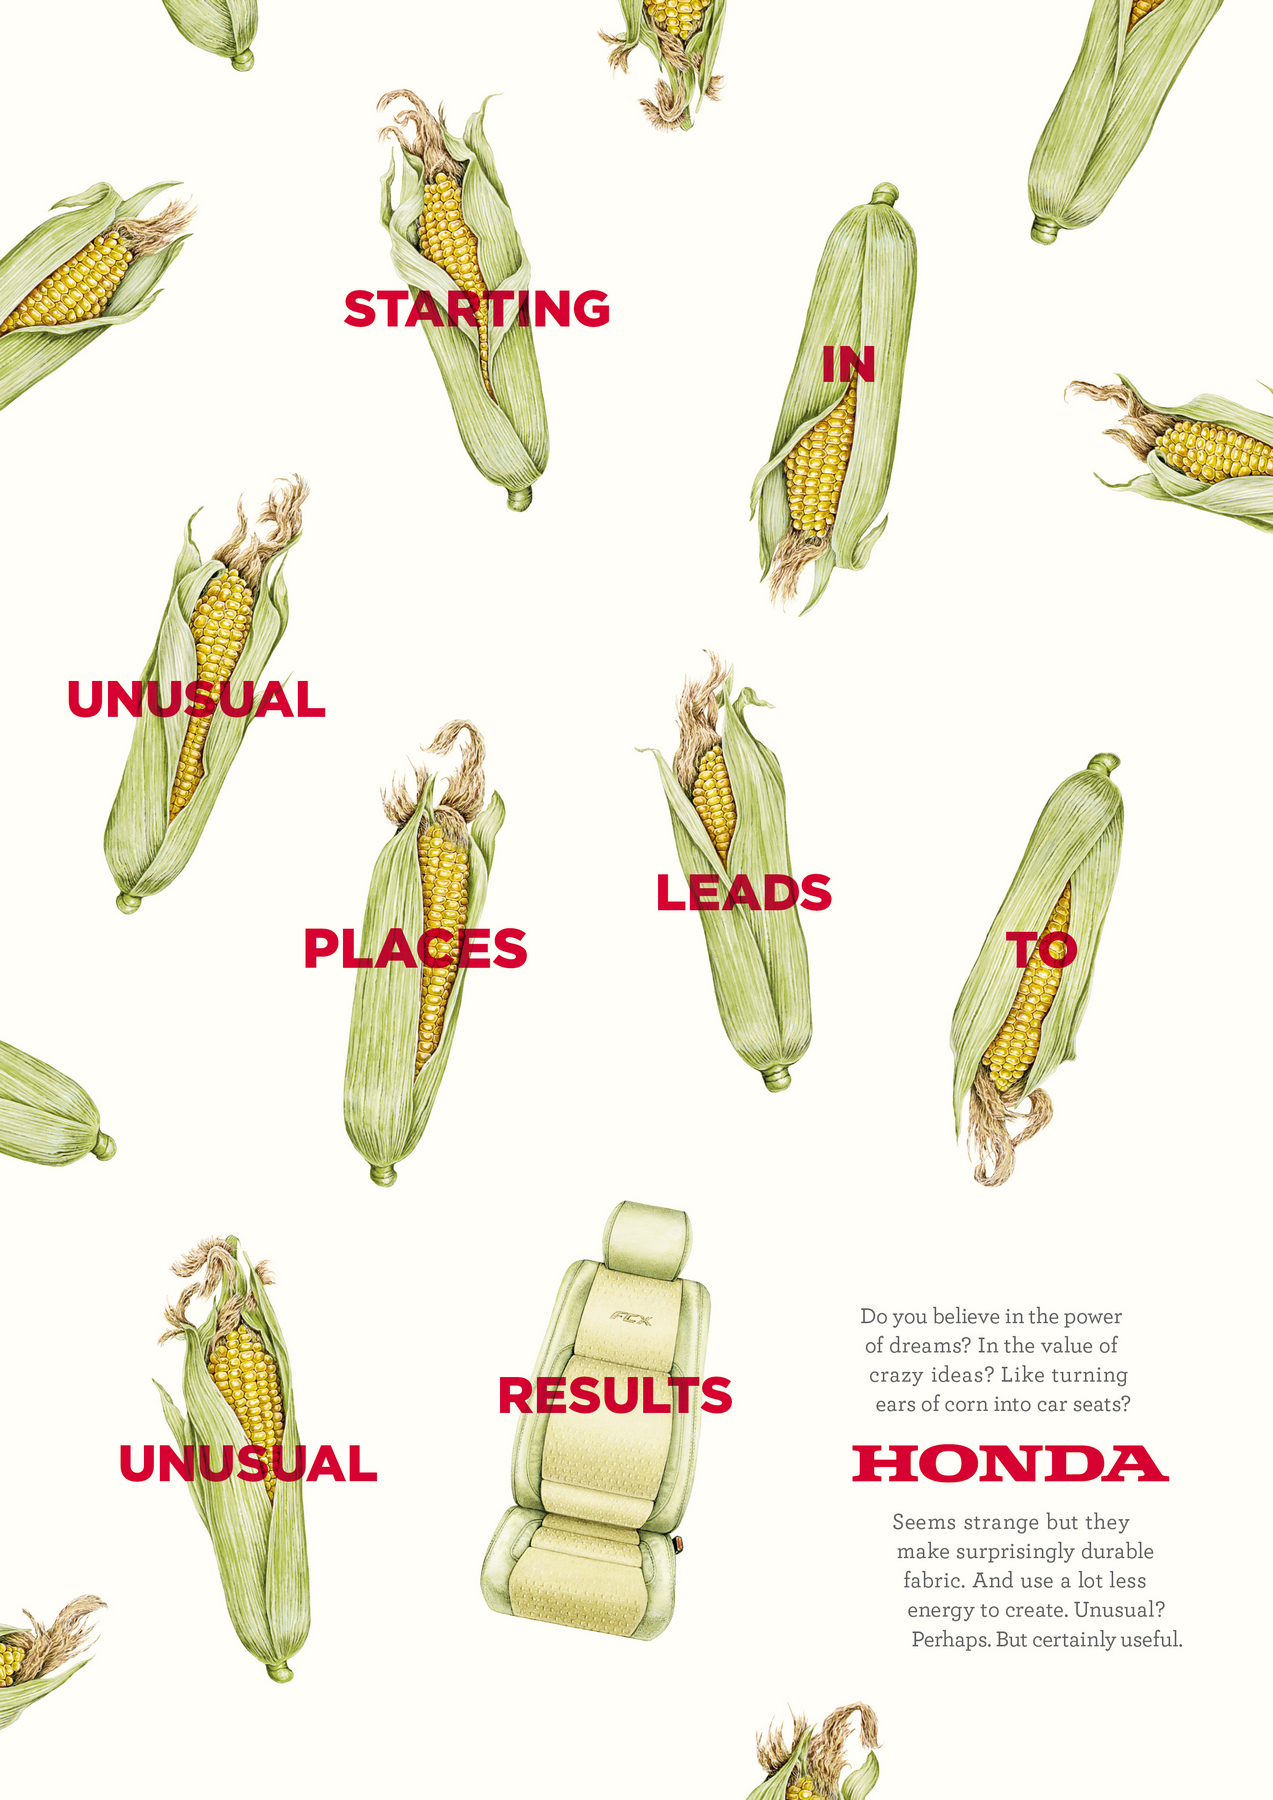 STARTING
IN
UNUSUAL
PLACES
LEADS
TO
UNUSUAL
RESULTS
FCX
Do you believe in the power
of dreams? In the value of
crazy ideas? Like turning
ears of corn into car seats?
HONDA
Seems strange but they
make surprisingly durable
fabric. And use a lot less
energy to create. Unusual?
Perhaps. But certainly useful.